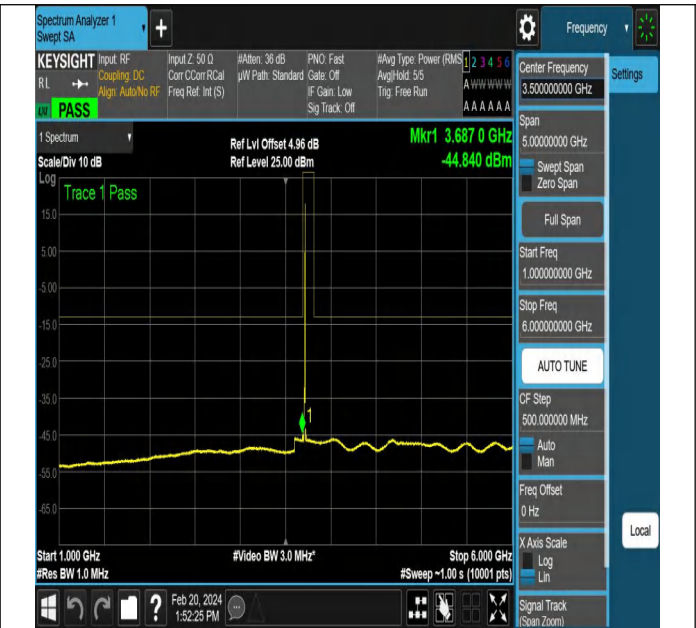 Spectrum Analyzer 1
Swept SA
+
Frequency
KEYSIGHT
Input: RF
Coupling: DC
Align: Auto/No RF
Input Z: 50 Ω
Corr CCorr RCal
Freq Ref: Int (S)
#Atten: 36 dB
µW Path: Standard
PNO: Fast
Gate: Off
IF Gain: Low
Sig Track: Off
#Avg Type: Power (RMS
Avg|Hold: 5/5
Trig: Free Run
1 2 3 4 5 6
A W W W W W
A A A A A A
R L
LXI
PASS
1 Spectrum
Scale/Div 10 dB
Log
Ref Lvl Offset 4.96 dB
Ref Level 25.00 dBm
Mkr1 3.687 0 GHz
-44.840 dBm
Trace 1 Pass
15.0
5.00
-5.00
-15.0
-25.0
-35.0
-45.0
-55.0
-65.0
1
Start 1.000 GHz
#Res BW 1.0 MHz
#Video BW 3.0 MHz*
Stop 6.000 GHz
#Sweep ~1.00 s (10001 pts)
?
Feb 20, 2024
1:52:25 PM
Center Frequency
3.500000000 GHz
Settings
Span
5.00000000 GHz
Swept Span
Zero Span
Full Span
Start Freq
1.000000000 GHz
Stop Freq
6.000000000 GHz
AUTO TUNE
CF Step
500.000000 MHz
Auto
Man
Freq Offset
0 Hz
X Axis Scale
Log
Lin
Local
Signal Track
(Span Zoom)